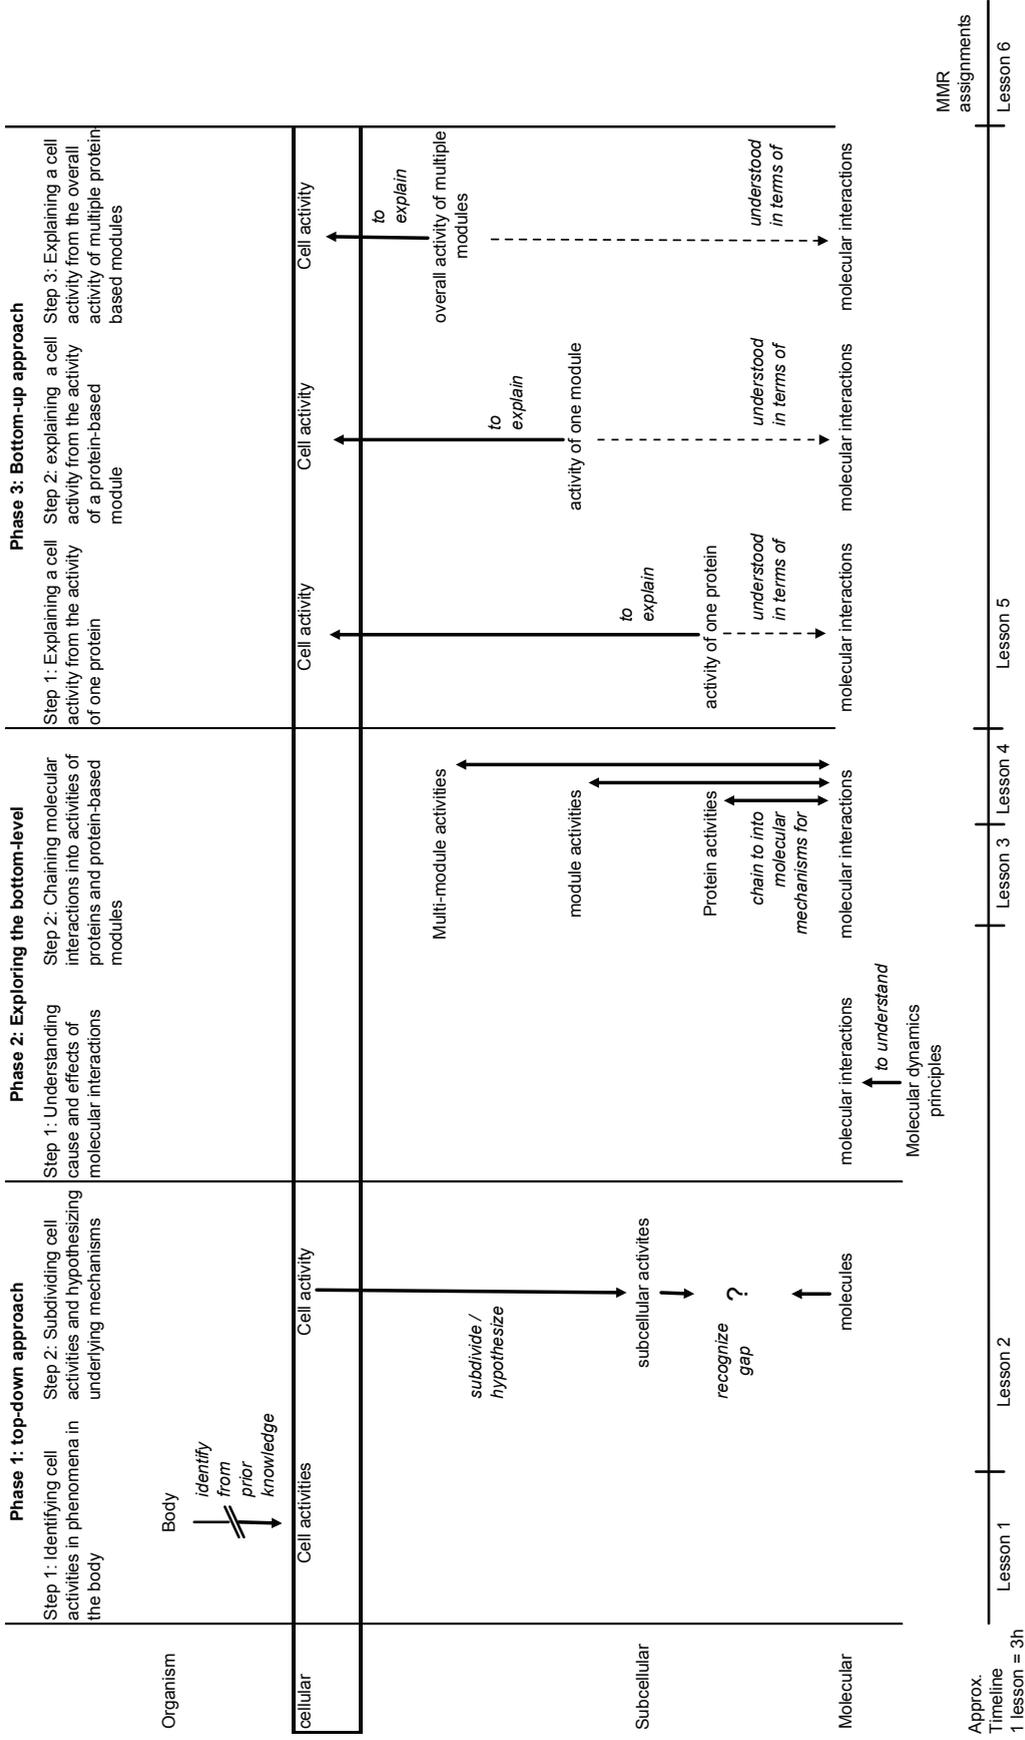 Phase 1: top-down approach
Phase 2: Exploring the bottom-level
Phase 3: Bottom-up approach
Step 1: Identifying cell
activities in phenomena in
the body
Step 2: Subdividing cell
activities and hypothesizing
underlying mechanisms
Step 1: Understanding
cause and effects of
molecular interactions
Step 2: Chaining molecular
interactions into activities of
proteins and protein-based
modules
Step 1: Explaining a cell
activity from the activity
of one protein
Step 2: explaining a cell
activity from the activity
of a protein-based
module
Step 3: Explaining a cell
activity from the overall
activity of multiple protein-
based modules
Organism
Body
identify
from
prior
knowledge
cellular
Cell activities
Cell activity
Cell activity
Cell activity
Cell activity
subdivide /
hypothesize
to
explain
to
explain
to
explain
Multi-module activities
overall activity of multiple
modules
module activities
activity of one module
Subcellular
subcellular activites
recognize
gap
?
Protein activities
chain to into
molecular
mechanisms for
activity of one protein
understood
in terms of
understood
in terms of
understood
in terms of
Molecular
molecules
molecular interactions
molecular interactions
molecular interactions
molecular interactions
molecular interactions
to understand
Molecular dynamics
principles
MMR
assignments
Approx.
Timeline
1 lesson = 3h
Lesson 1
Lesson 2
Lesson 3
Lesson 4
Lesson 5
Lesson 6